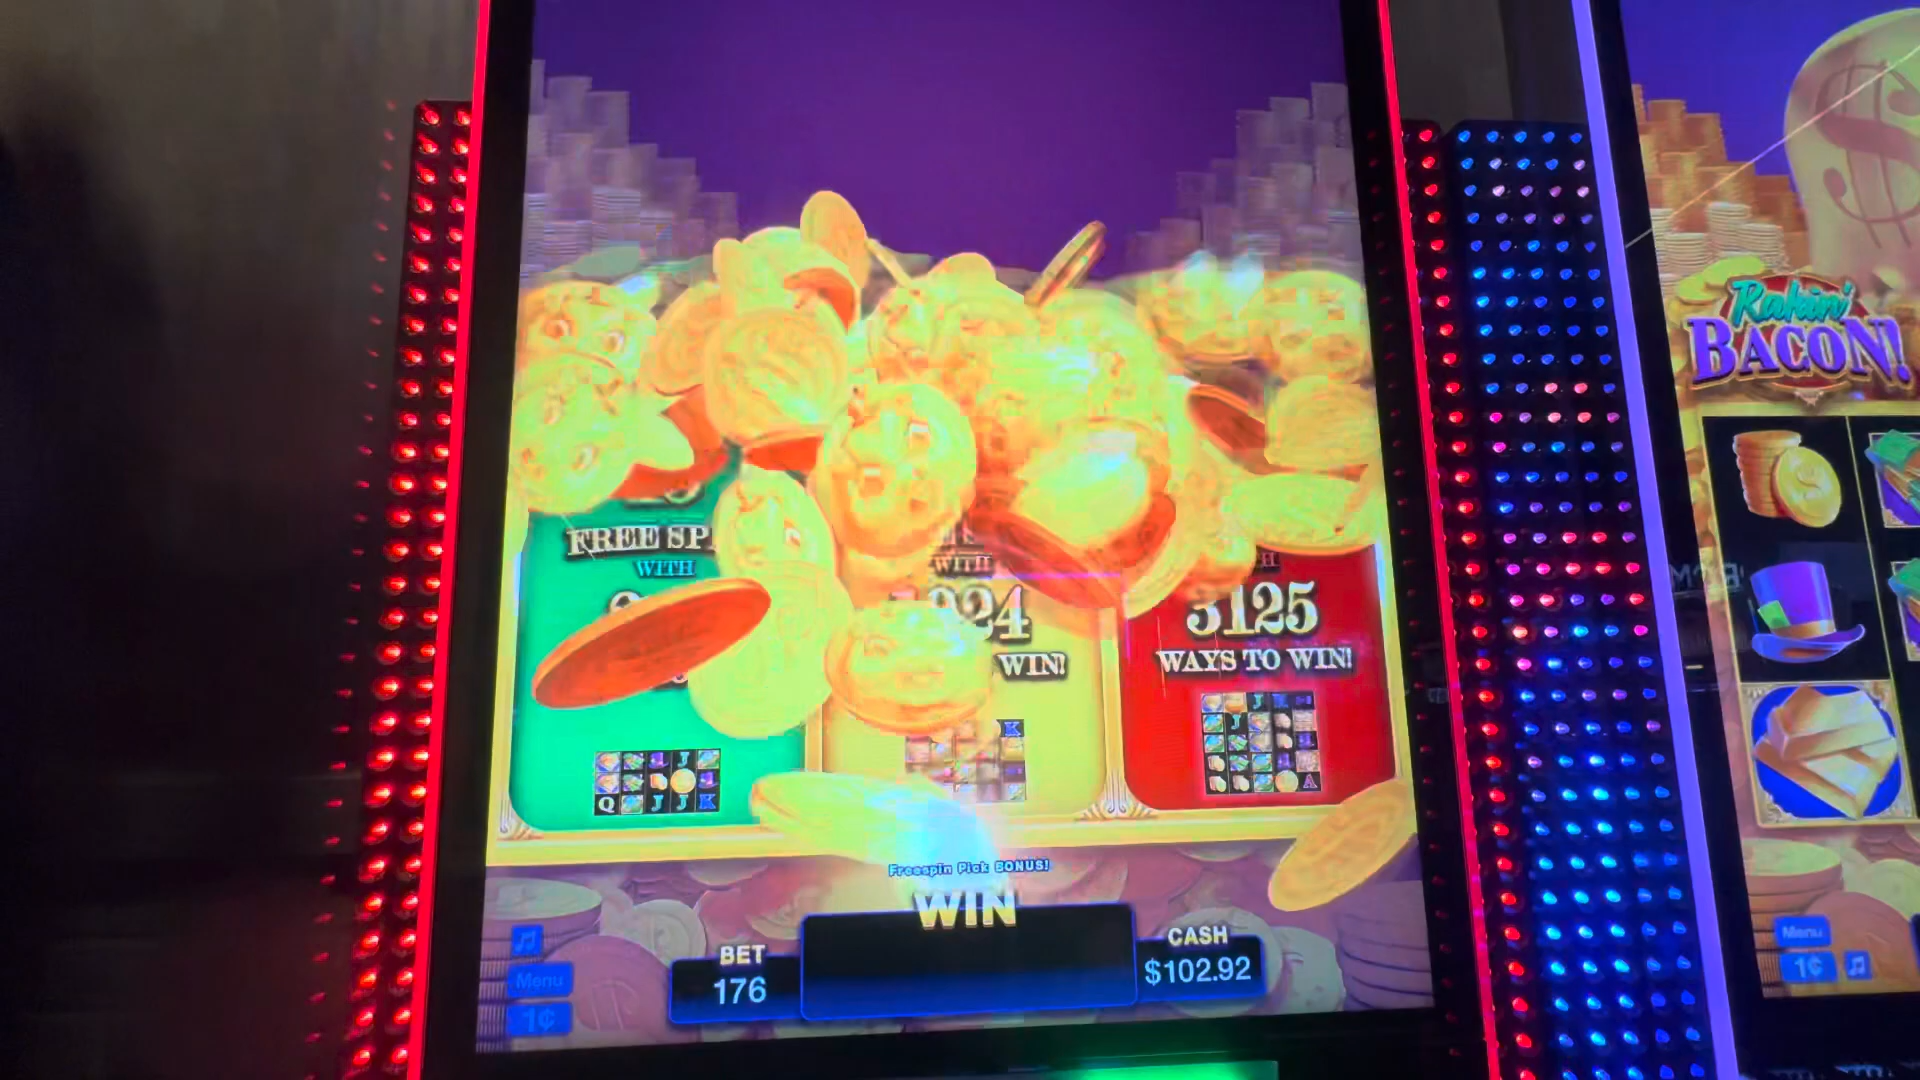 FREE SP
WITH
WITH
024
WIN!
3125
WAYS TO WIN!
Freespin Pick BONUS!
WIN
BET
176
CASH
$102.92
Menu
1¢
Rakin'
BACON!
Menu
1¢